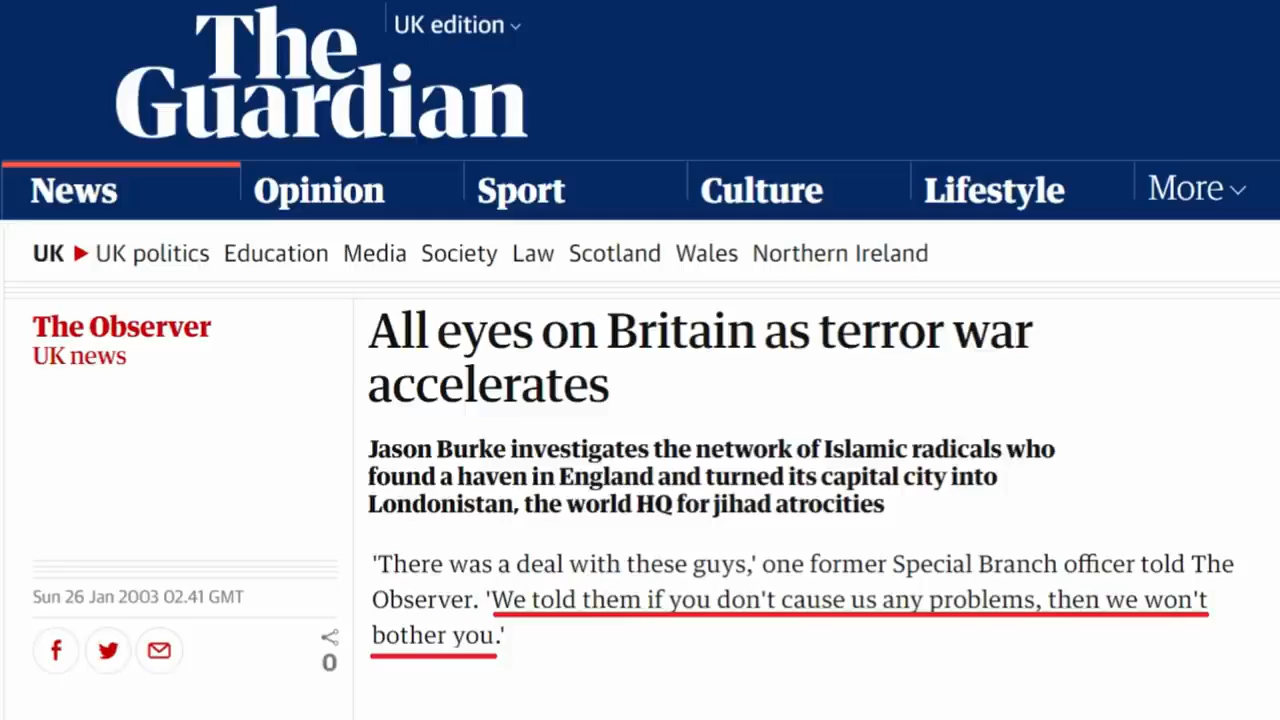 The
Guardian
UK edition
News Opinion Sport Culture Lifestyle More
UK UK politics Education Media Society Law Scotland Wales Northern Ireland
The Observer
UK news
All eyes on Britain as terror war
accelerates
Jason Burke investigates the network of Islamic radicals who
found a haven in England and turned its capital city into
Londonistan, the world HQ for jihad atrocities
'There was a deal with these guys,' one former Special Branch officer told The
Observer. 'We told them if you don't cause us any problems, then we won't
bother you.'
Sun 26 Jan 2003 02.41 GMT
0